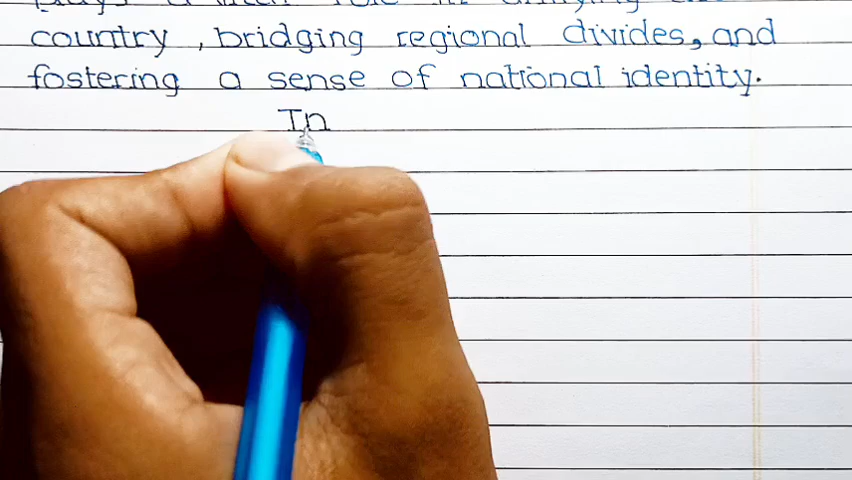 country , bridging regional divides, and
fostering a sense of national identity.
In